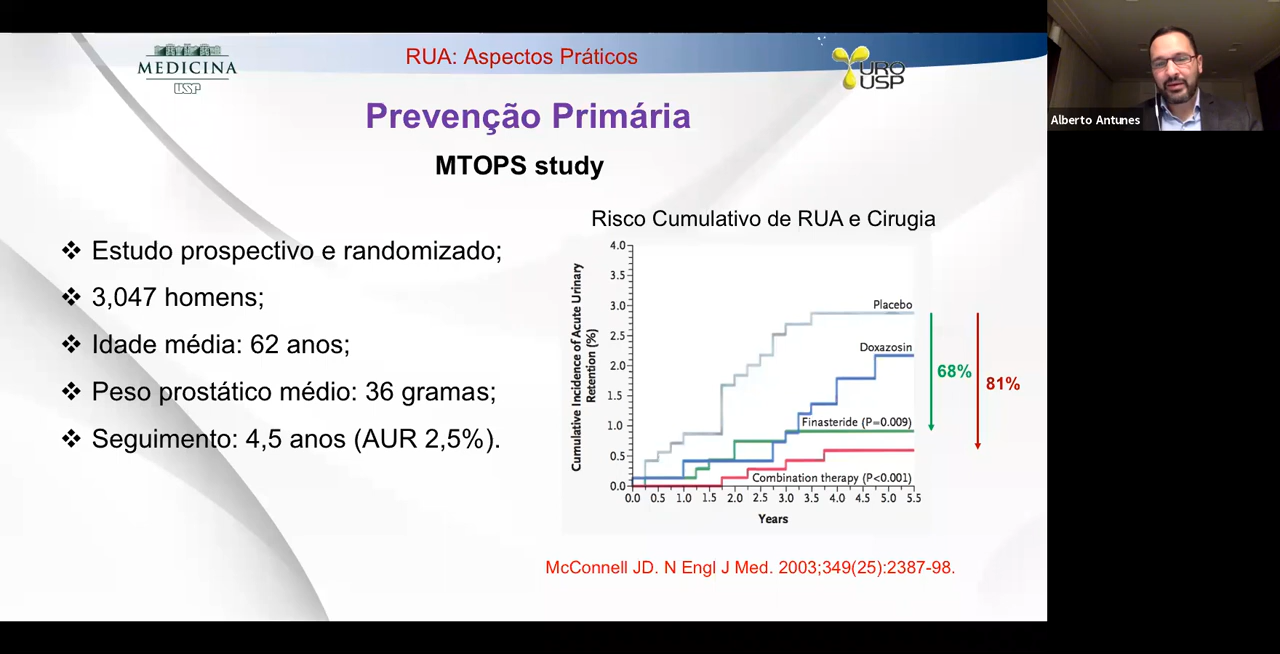 MEDICINA
USP
RUA: Aspectos Práticos
URO
USP
Alberto Antunes
Prevenção Primária
MTOPS study
Estudo prospectivo e randomizado;
3,047 homens;
Idade média: 62 anos;
Peso prostático médio: 36 gramas;
Seguimento: 4,5 anos (AUR 2,5%).
Risco Cumulativo de RUA e Cirugia
Cumulative Incidence of Acute Urinary
Retention (%)
4.0
3.5
3.0
2.5
2.0
1.5
1.0
0.5
0.0
Placebo
Doxazosin
Finasteride (P=0.009)
Combination therapy (P<0.001)
68%
81%
0.0 0.5 1.0 1.5 2.0 2.5 3.0 3.5 4.0 4.5 5.0 5.5
Years
McConnell JD. N Engl J Med. 2003;349(25):2387-98.